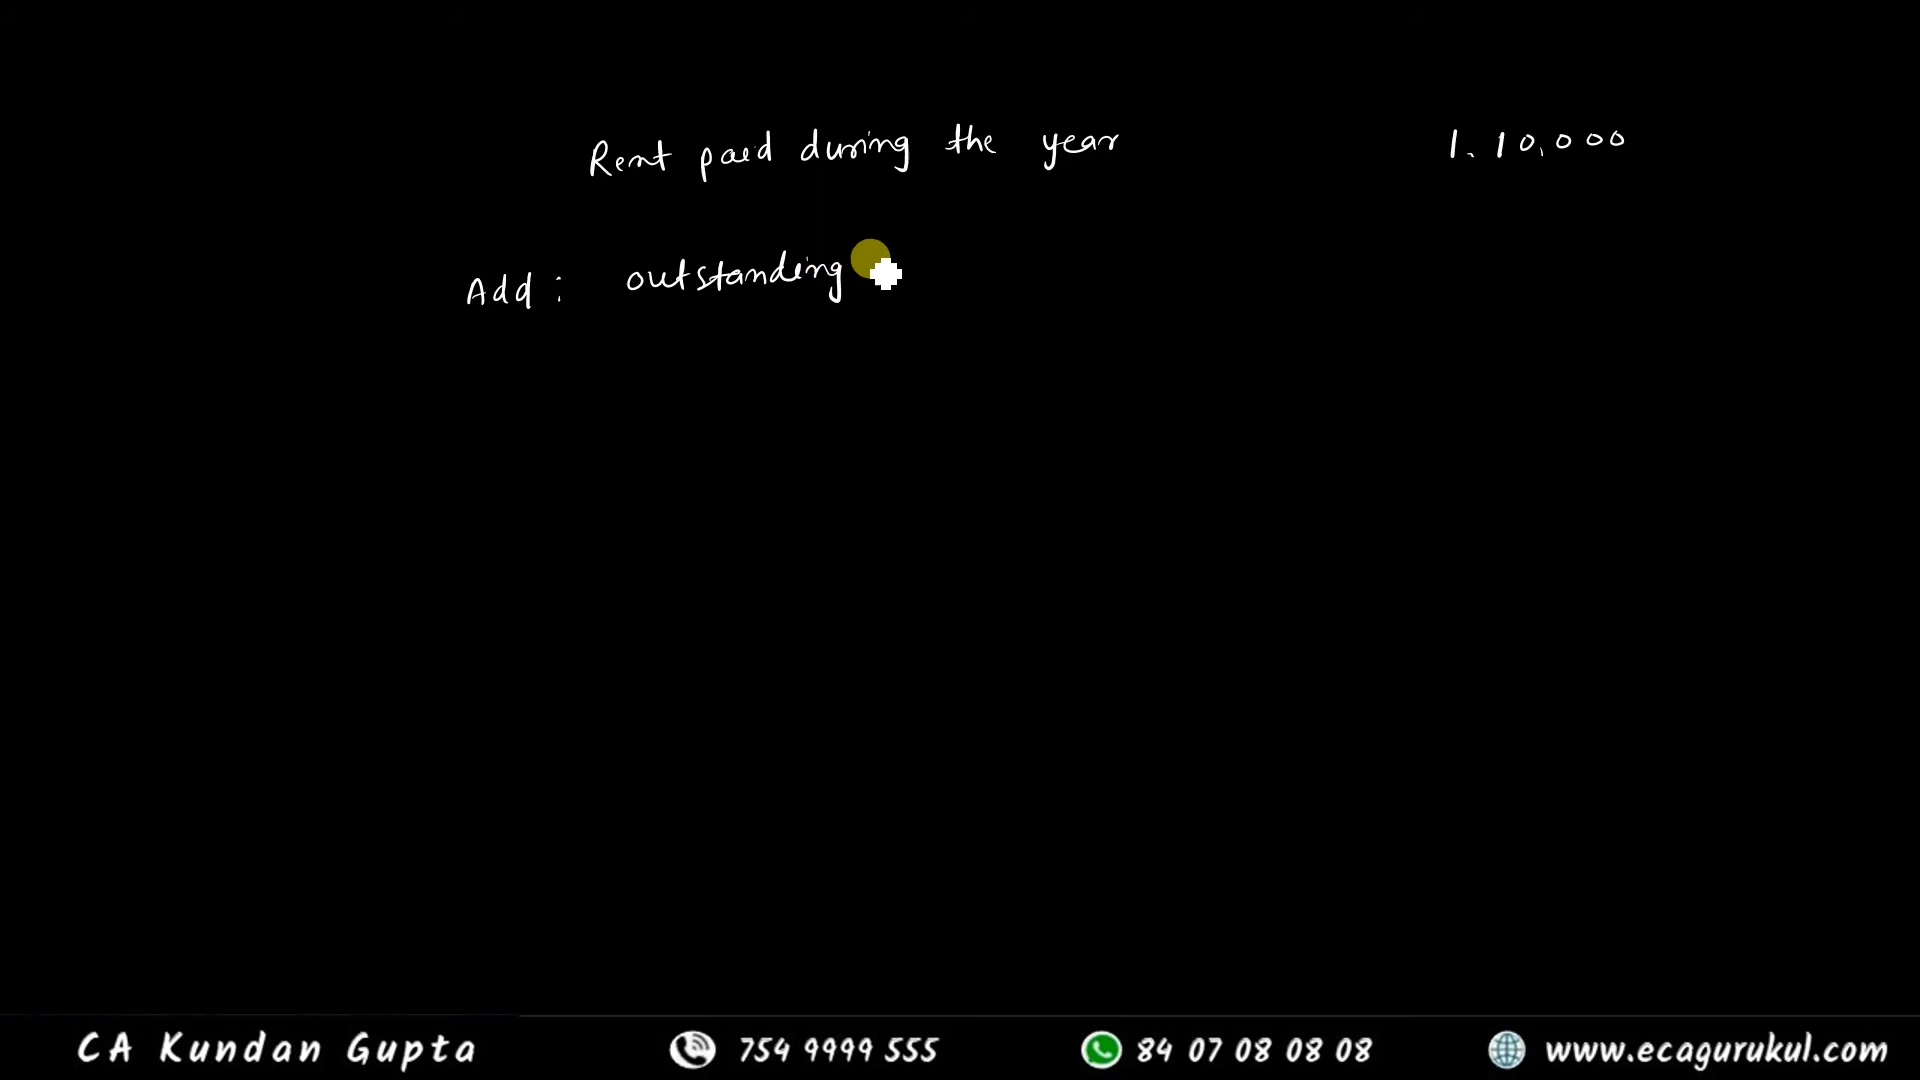 Rent paid during the year 1,10,000
Add : outstanding
CA Kundan Gupta 754 9999 555 84 07 08 08 08 www.ecagurukul.com